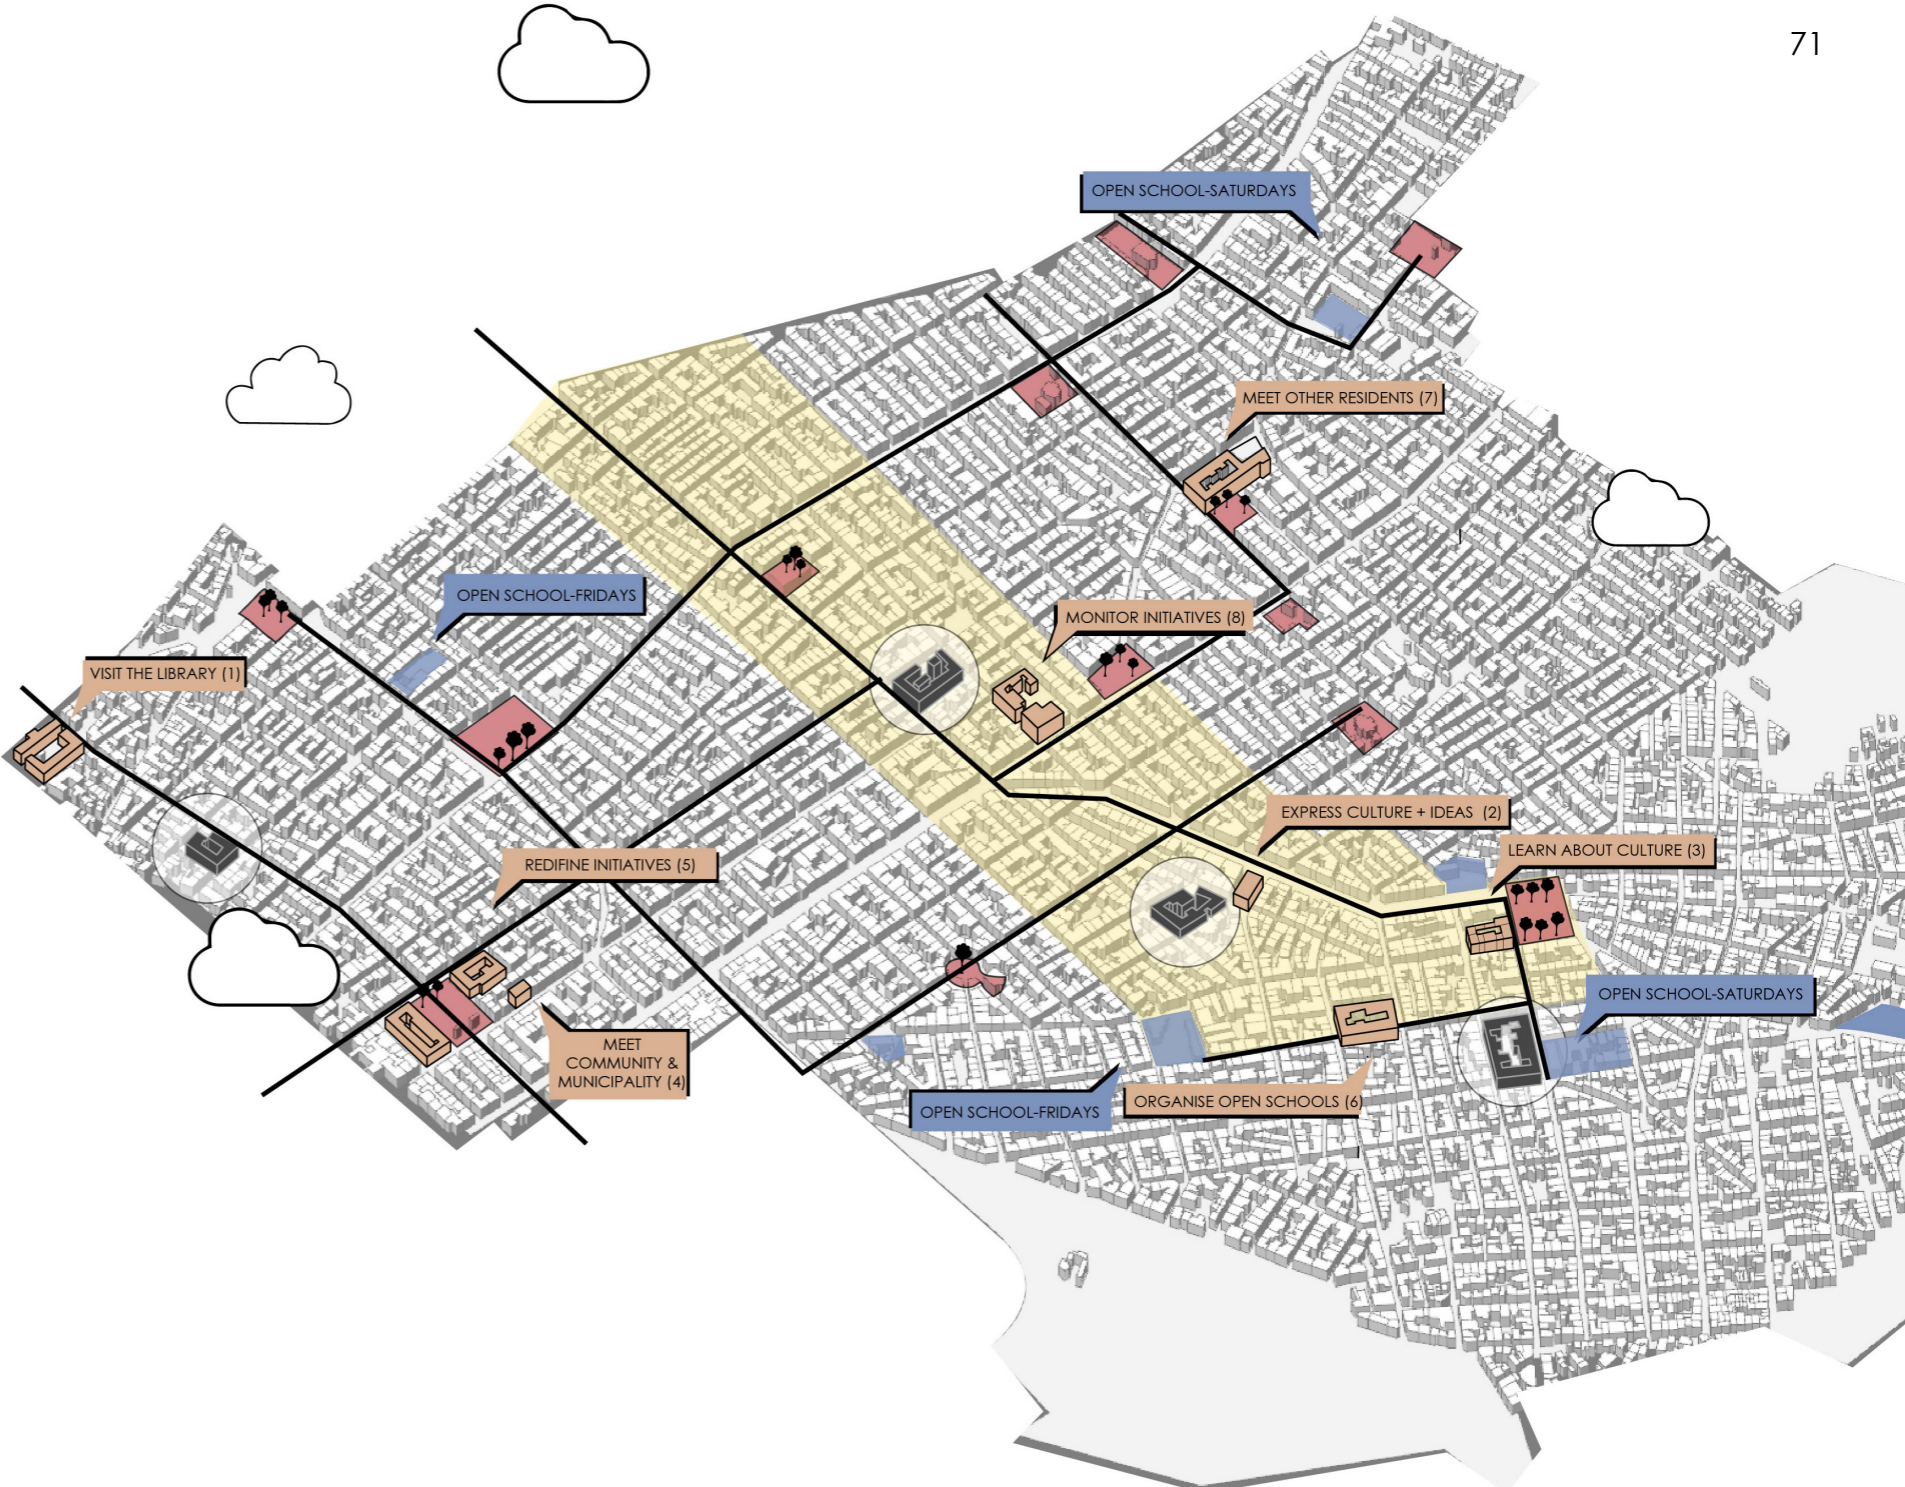 71
OPEN SCHOOL-SATURDAYS
MEET OTHER RESIDENTS (7)
OPEN SCHOOL-FRIDAYS
MONITOR INITIATIVES (8)
VISIT THE LIBRARY (1)
EXPRESS CULTURE + IDEAS (2)
LEARN ABOUT CULTURE (3)
REDIFINE INITIATIVES (5)
OPEN SCHOOL-SATURDAYS
MEET
COMMUNITY &
MUNICIPALITY (4)
OPEN SCHOOL-FRIDAYS
ORGANISE OPEN SCHOOLS (6)